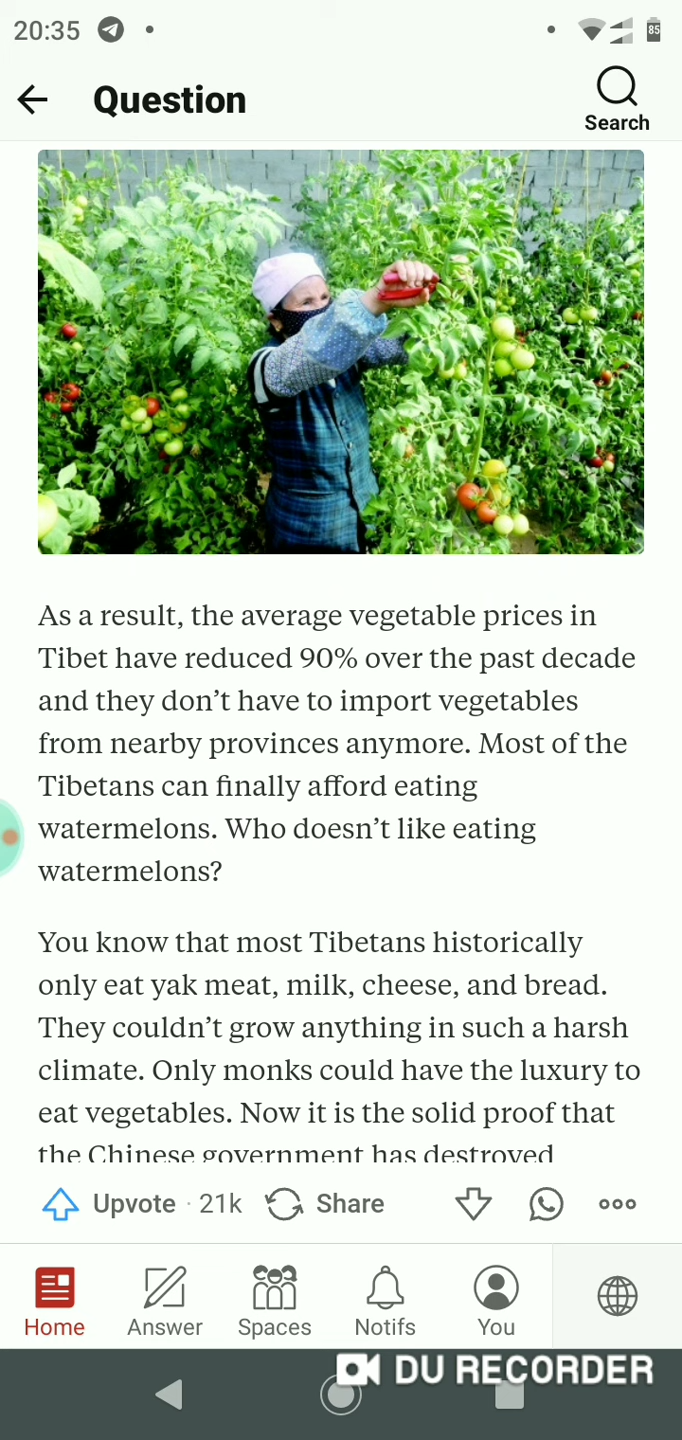 20:35
85
Question
Search
As a result, the average vegetable prices in
Tibet have reduced 90% over the past decade
and they don’t have to import vegetables
from nearby provinces anymore. Most of the
Tibetans can finally afford eating
watermelons. Who doesn’t like eating
watermelons?
You know that most Tibetans historically
only eat yak meat, milk, cheese, and bread.
They couldn’t grow anything in such a harsh
climate. Only monks could have the luxury to
eat vegetables. Now it is the solid proof that
the Chinese government has destroyed
Upvote · 21k Share
Home Answer Spaces Notifs You
DU RECORDER